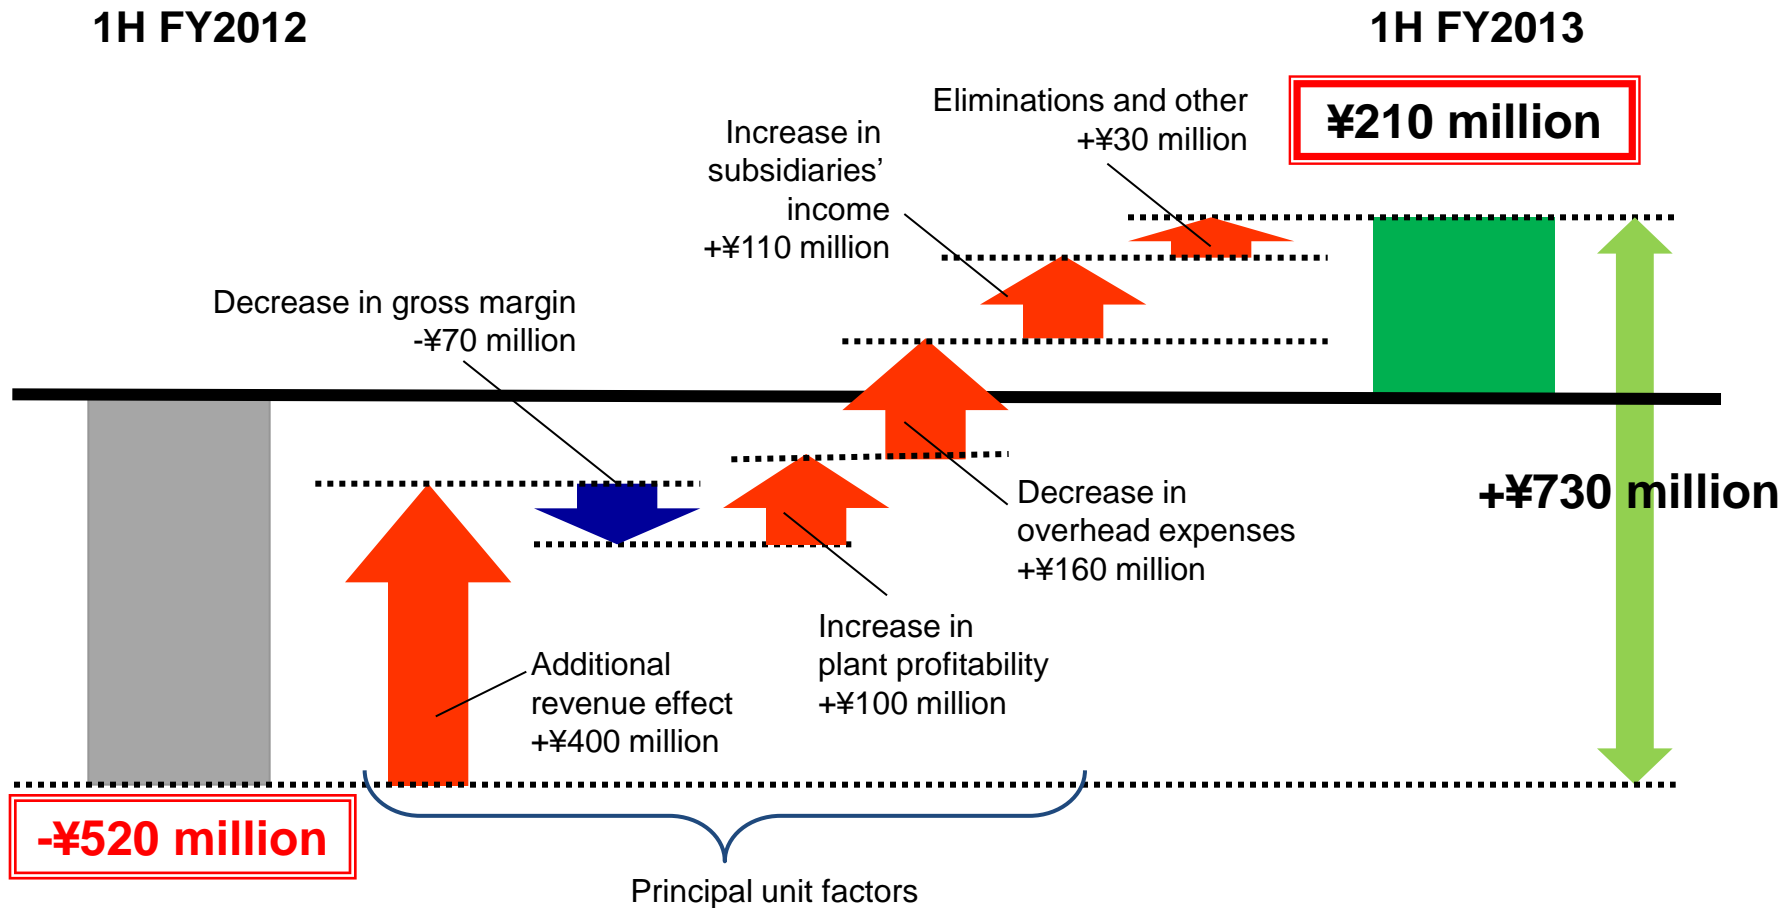 1H FY2012
1H FY2013
Eliminations and other
+¥30 million
¥210 million
Increase in
subsidiaries’
income
+¥110 million
Decrease in gross margin
-¥70 million
Decrease in
overhead expenses
+¥160 million
+¥730 million
Increase in
plant profitability
+¥100 million
Additional
revenue effect
+¥400 million
-¥520 million
Principal unit factors